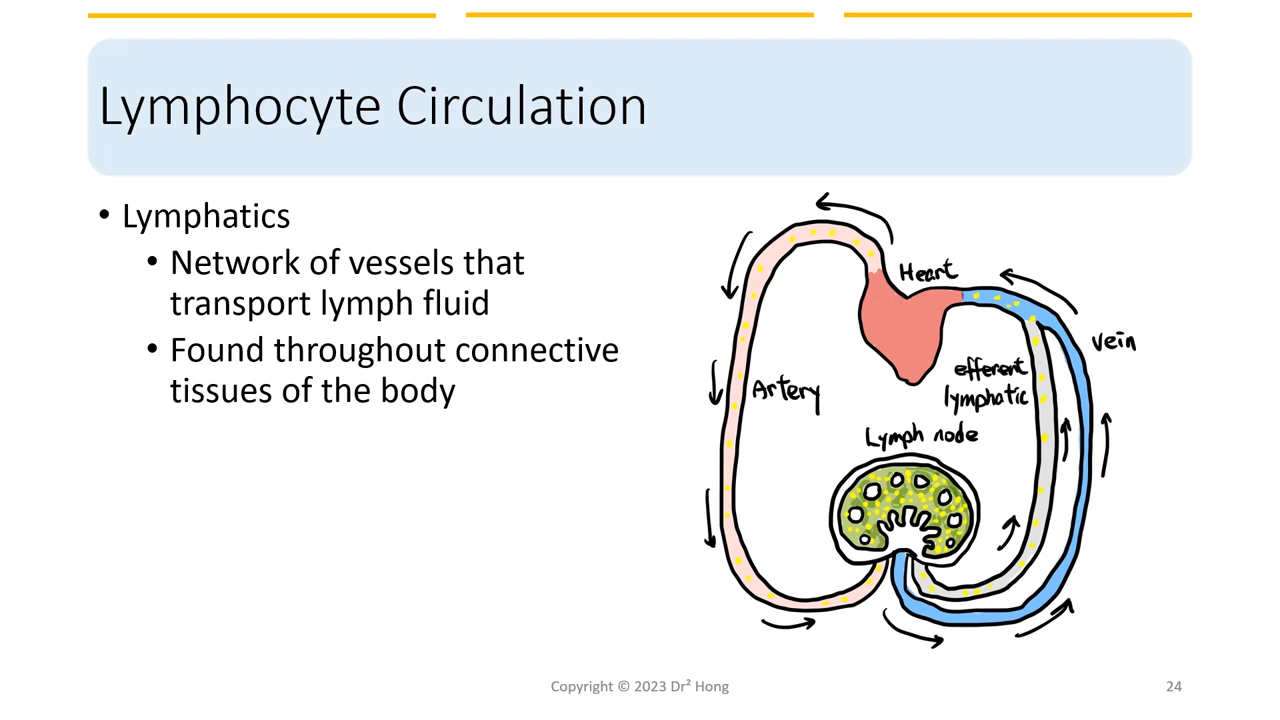 Lymphocyte Circulation
• Lymphatics
• Network of vessels that
transport lymph fluid
• Found throughout connective
tissues of the body
Heart
vein
efferent
lymphatic
Artery
Lymph node
Copyright © 2023 Dr² Hong
24